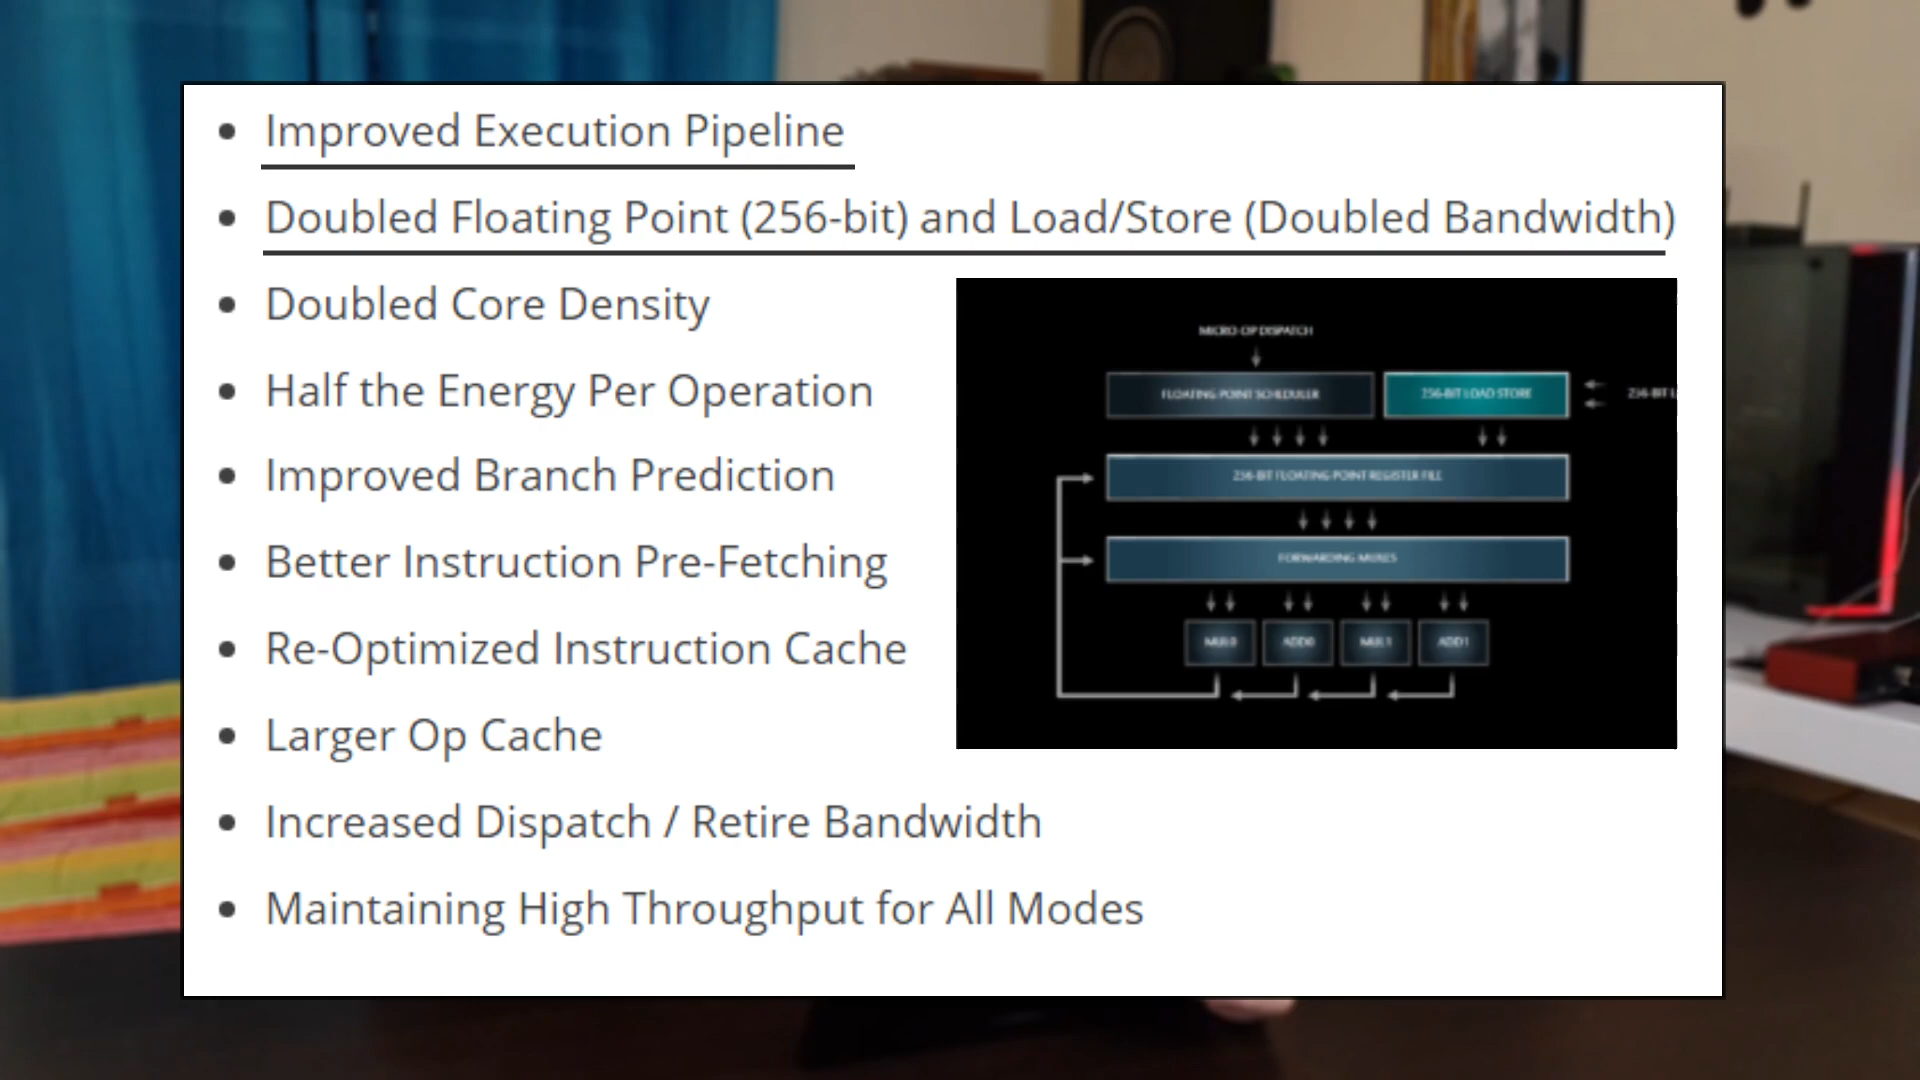 Improved Execution Pipeline
Doubled Floating Point (256-bit) and Load/Store (Doubled Bandwidth)
Doubled Core Density
Half the Energy Per Operation
Improved Branch Prediction
Better Instruction Pre-Fetching
Re-Optimized Instruction Cache
Larger Op Cache
Increased Dispatch / Retire Bandwidth
Maintaining High Throughput for All Modes
MICRO-OP DISPATCH
FLOATING POINT SCHEDULER
256-BIT LOAD STORE
256-BIT
256-BIT FLOATING-POINT REGISTER FILE
FORWARDING MUXES
MUL0
ADD0
MUL1
ADD1